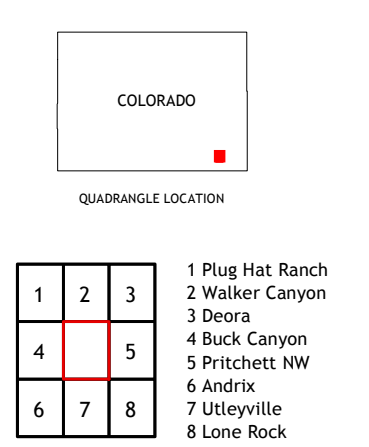 COLORADO
QUADRANGLE LOCATION
1 2 3
4 5
6 7 8
1 Plug Hat Ranch
2 Walker Canyon
3 Deora
4 Buck Canyon
5 Pritchett NW
6 Andrix
7 Utleyville
8 Lone Rock